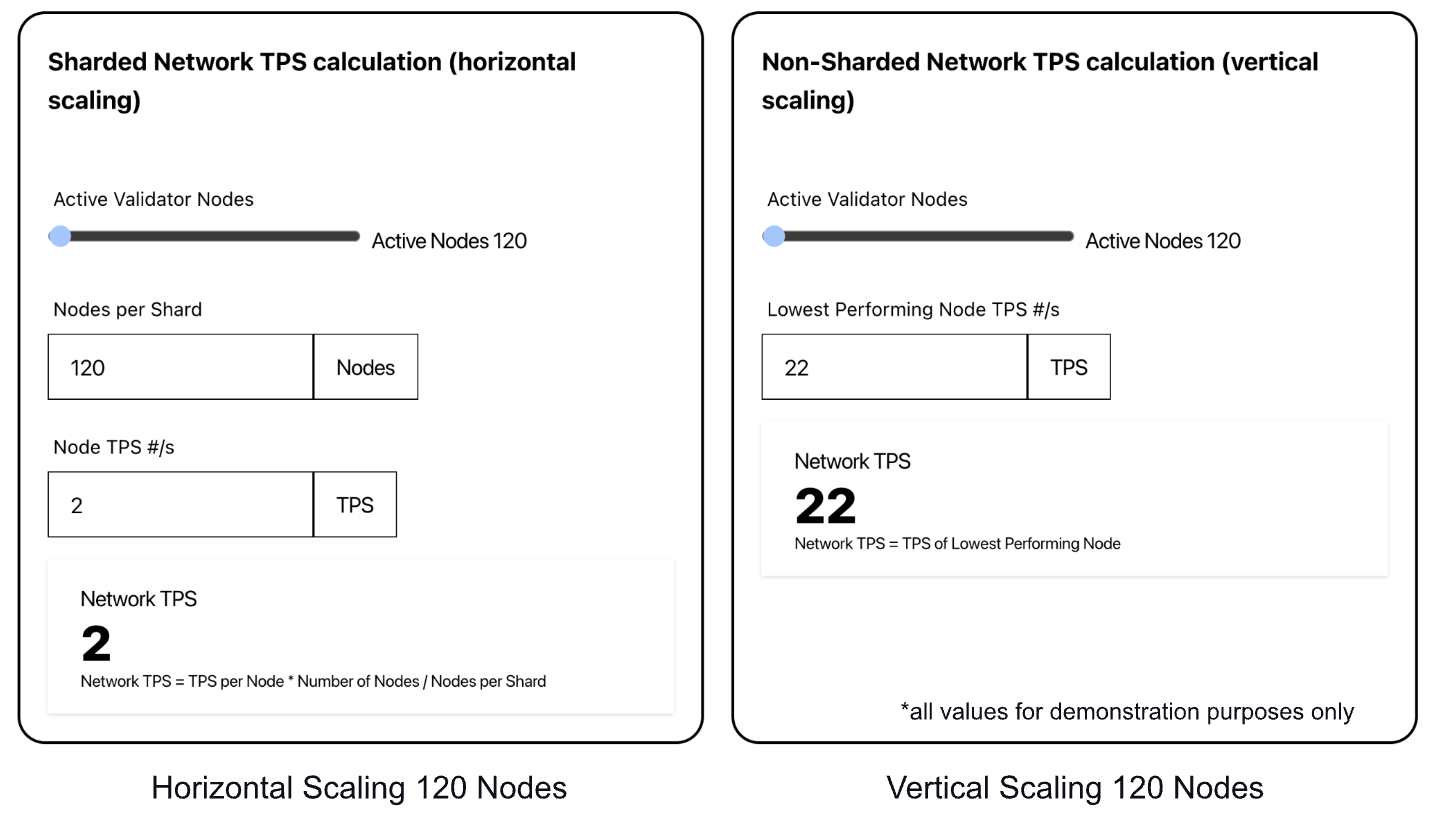 Sharded Network TPS calculation (horizontal
scaling)
Active Validator Nodes
Active Nodes 120
Nodes per Shard
120 Nodes
Node TPS #/s
2 TPS
Network TPS
2
Network TPS = TPS per Node * Number of Nodes / Nodes per Shard
Horizontal Scaling 120 Nodes
Non-Sharded Network TPS calculation (vertical
scaling)
Active Validator Nodes
Active Nodes 120
Lowest Performing Node TPS #/s
22 TPS
Network TPS
22
Network TPS = TPS of Lowest Performing Node
*all values for demonstration purposes only
Vertical Scaling 120 Nodes